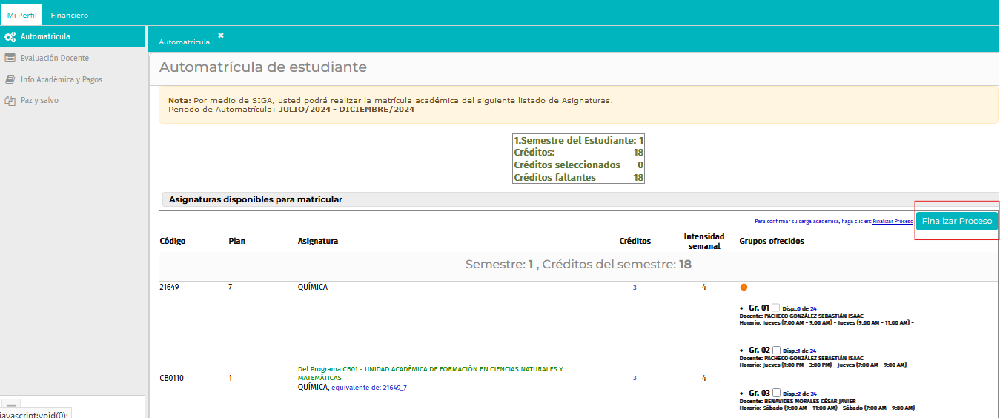 Mi Perfil
Financiero
Automatrícula
Evaluación Docente
Info Académica y Pagos
Paz y salvo
Automatrícula
Automatrícula de estudiante
Nota: Por medio de SIGA, usted podrá realizar la matrícula académica del siguiente listado de Asignaturas.
Periodo de Automatrícula: JULIO/2024 - DICIEMBRE/2024
1.Semestre del Estudiante: 1
Créditos: 18
Créditos seleccionados 0
Créditos faltantes 18
Asignaturas disponibles para matricular
Para confirmar su carga académica, haga clic en: Finalizar Proceso
Finalizar Proceso
Código Plan Asignatura Créditos Intensidad semanal Grupos ofrecidos
Semestre: 1 , Créditos del semestre: 18
21649 7 QUÍMICA 3 4
• Gr. 01 Disp.:0 de 24
Docente: PACHECO GONZÁLEZ SEBASTIÁN ISAAC
Horario: Jueves (7:00 AM - 9:00 AM) - Jueves (9:00 AM - 11:00 AM) -
• Gr. 02 Disp.:1 de 24
Docente: PACHECO GONZÁLEZ SEBASTIÁN ISAAC
Horario: Jueves (1:00 PM - 3:00 PM) - Jueves (7:00 AM - 9:00 AM) -
Del Programa:CB01 - UNIDAD ACADÉMICA DE FORMACIÓN EN CIENCIAS NATURALES Y
MATEMÁTICAS
CB0110 1 QUÍMICA, equivalente de: 21649_7 3 4
• Gr. 03 Disp.:2 de 24
Docente: BENAVIDES MORALES CÉSAR JAVIER
Horario: Sábado (9:00 AM - 11:00 AM) - Sábado (7:00 AM - 9:00 AM) -
javascript:void(0);